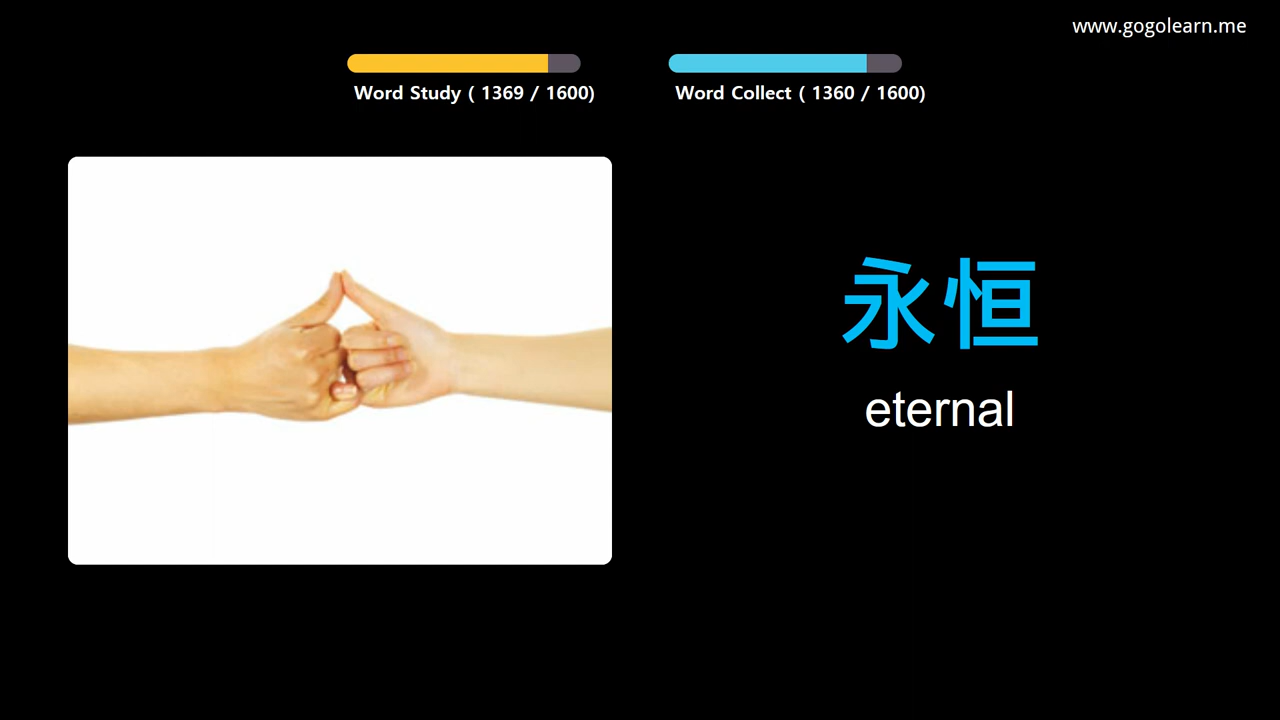 www.gogolearn.me
Word Study ( 1369 / 1600)
Word Collect ( 1360 / 1600)
永恒
eternal